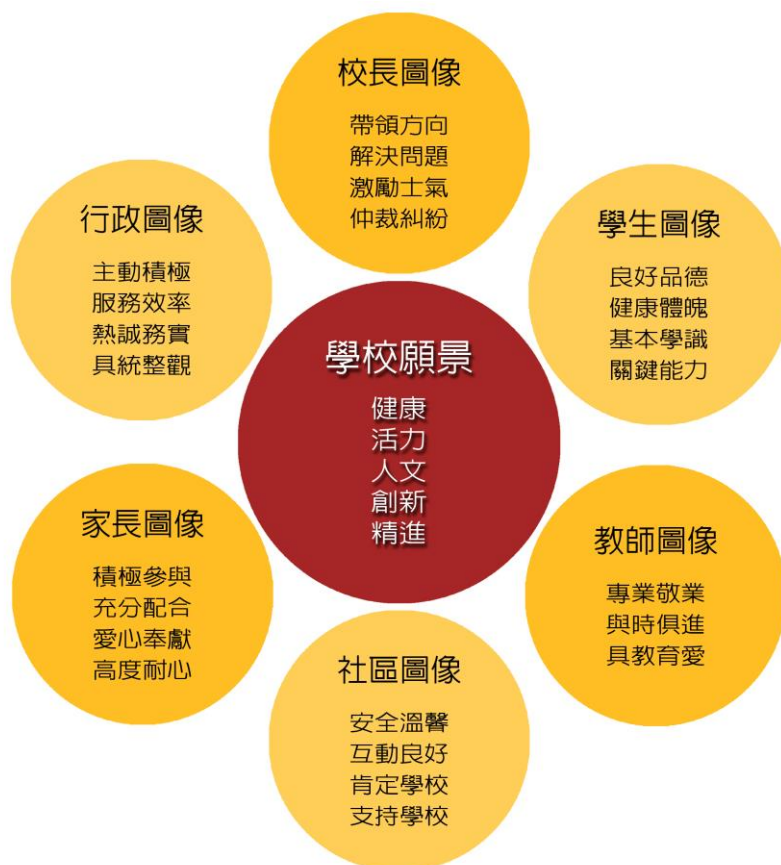 校長圖像
帶領方向
解決問題
激勵士氣
仲裁糾紛
行政圖像
主動積極
服務效率
熱誠務實
具統整觀
學生圖像
良好品德
健康體魄
基本學識
關鍵能力
學校願景
健康
活力
人文
創新
精進
家長圖像
積極參與
充分配合
愛心奉獻
高度耐心
教師圖像
專業敬業
與時俱進
具教育愛
社區圖像
安全溫馨
互動良好
肯定學校
支持學校